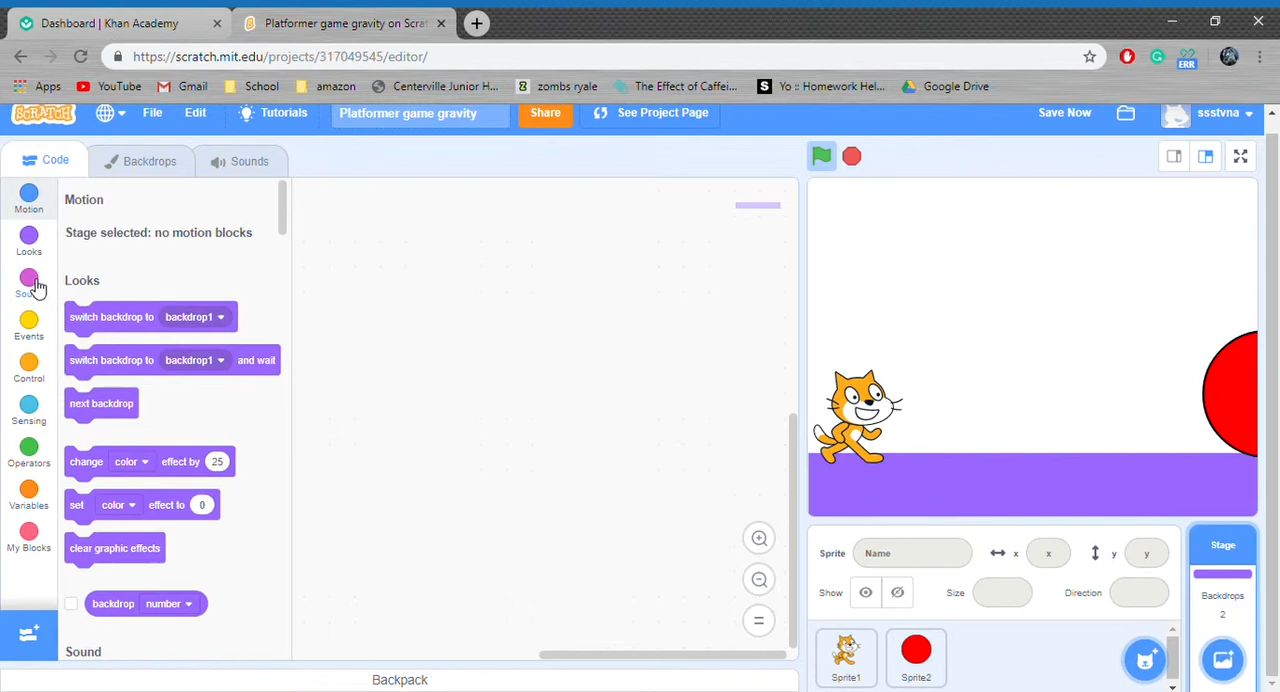 Dashboard | Khan Academy
Platformer game gravity on Scrat
https://scratch.mit.edu/projects/317049545/editor/
ERR
Apps YouTube Gmail School amazon Centerville Junior H... zombs ryale The Effect of Caffei... Yo :: Homework Hel... Google Drive
SCRATCH File Edit Tutorials Platformer game gravity Share See Project Page Save Now ssstvna
Code Backdrops Sounds
Motion
Looks
Sou
Events
Control
Sensing
Operators
Variables
My Blocks
Motion
Stage selected: no motion blocks
Looks
switch backdrop to backdrop1
switch backdrop to backdrop1 and wait
next backdrop
change color effect by 25
set color effect to 0
clear graphic effects
backdrop number
Sound
Backpack
Sprite Name x x y y
Show Size Direction
Sprite1 Sprite2
Stage
Backdrops
2